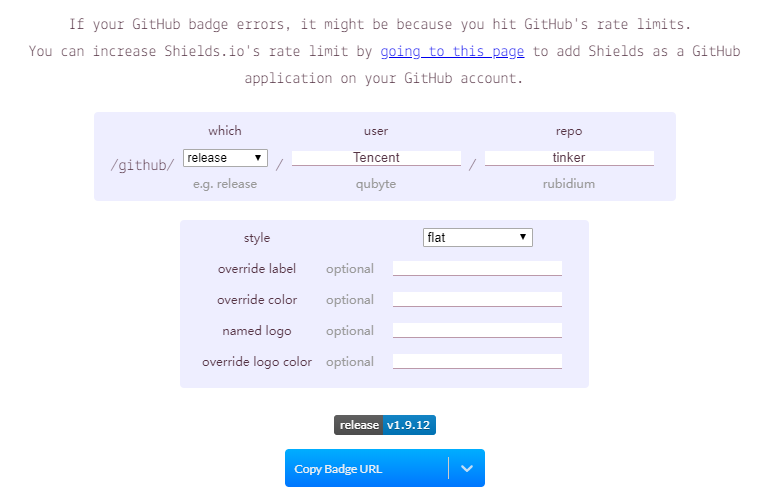 If your GitHub badge errors, it might be because you hit GitHub's rate limits.
You can increase Shields.io's rate limit by going to this page to add Shields as a GitHub
application on your GitHub account.
which user repo
/github/ release / Tencent / tinker
e.g. release qubyte rubidium
style flat
override label optional
override color optional
named logo optional
override logo color optional
release v1.9.12
Copy Badge URL